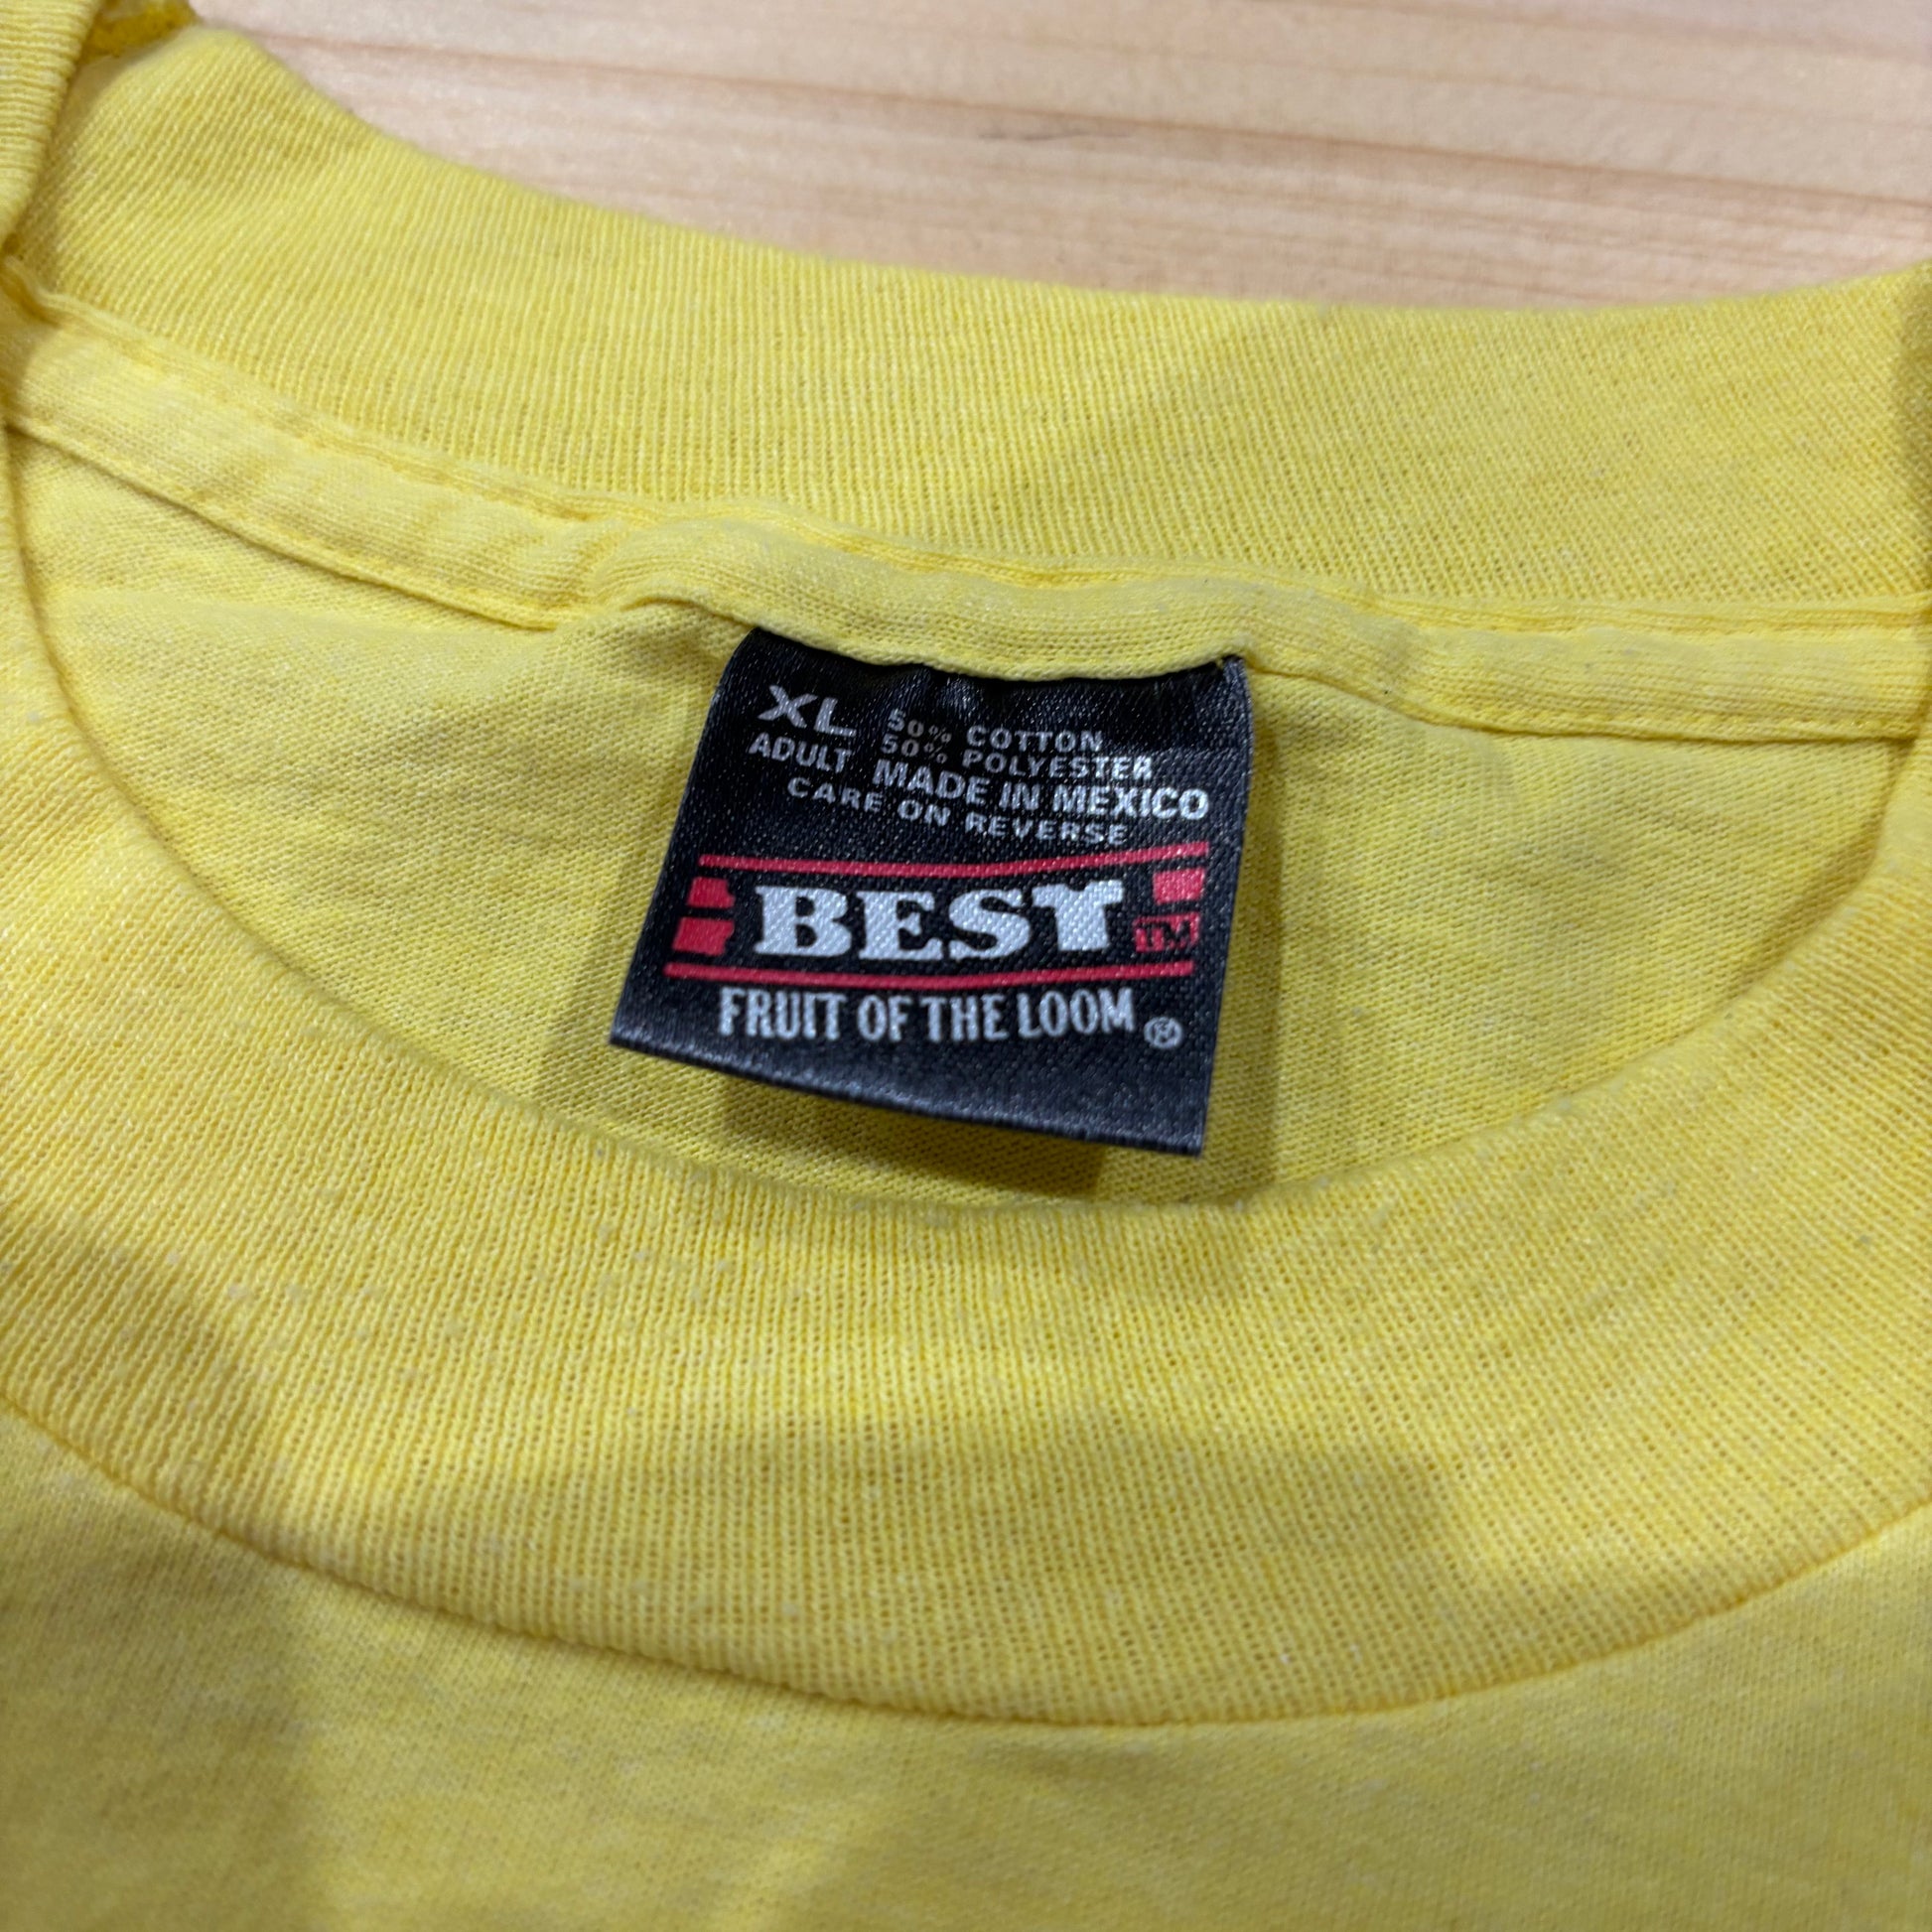 XL 50% COTTON
ADULT 50% POLYESTER
MADE IN MEXICO
CARE ON REVERSE
BEST TM
FRUIT OF THE LOOM ®